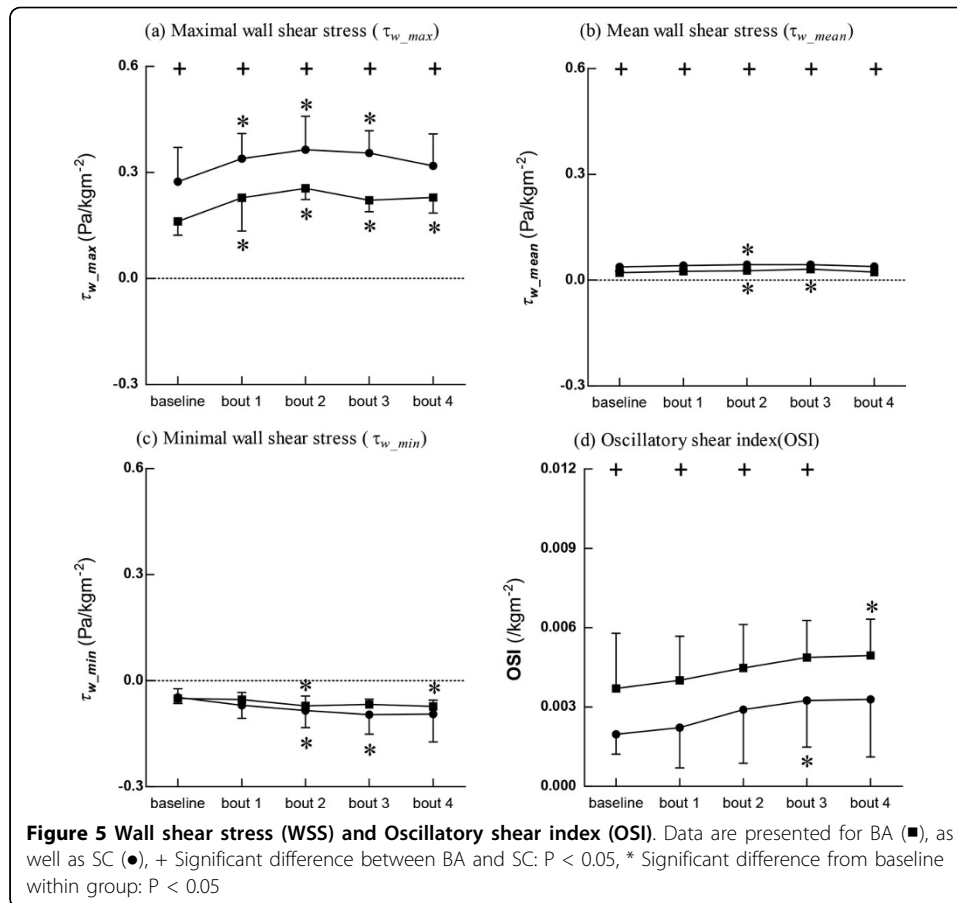 (a) Maximal wall shear stress ( τw_max)
+ + + + +
0.6
* * *
0.3
* * * *
0.0
-0.3
τw_max (Pa/kgm-2)
baseline bout 1 bout 2 bout 3 bout 4
(b) Mean wall shear stress (τw_mean)
+ + + + +
0.6
0.3
*
0.0
* *
-0.3
τw_mean (Pa/kgm-2)
baseline bout 1 bout 2 bout 3 bout 4
(c) Minimal wall shear stress ( τw_min)
0.6
0.3
0.0
* *
* *
-0.3
τw_min (Pa/kgm-2)
baseline bout 1 bout 2 bout 3 bout 4
(d) Oscillatory shear index(OSI)
+ + + +
0.012
0.009
0.006
*
0.003
*
0.000
OSI (/kgm-2)
baseline bout 1 bout 2 bout 3 bout 4
Figure 5 Wall shear stress (WSS) and Oscillatory shear index (OSI). Data are presented for BA (■), as
well as SC (●), + Significant difference between BA and SC: P < 0.05, * Significant difference from baseline
within group: P < 0.05